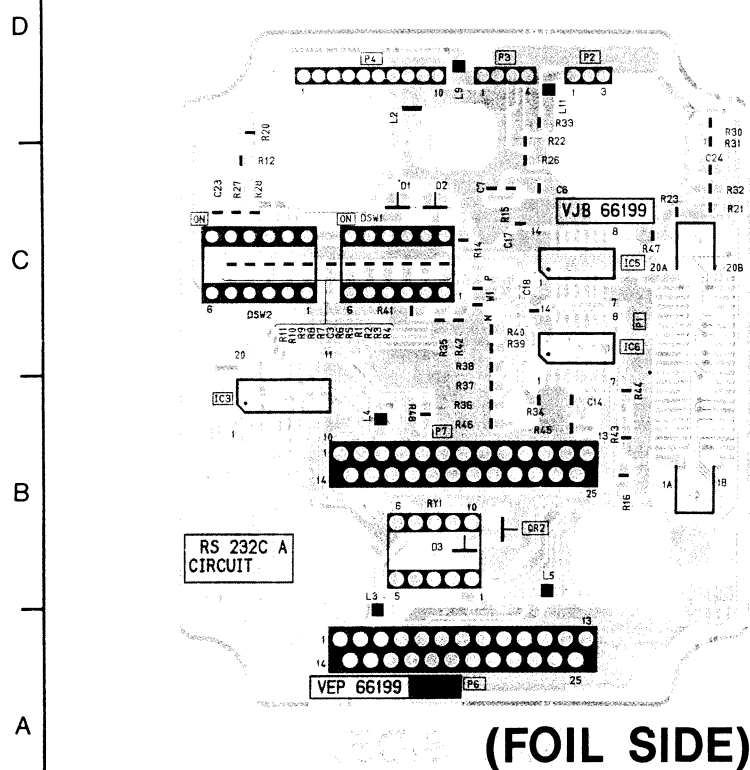 D
P4
P3
P2
1
10
L9
1
4
L11
1
3
L2
R33
R30
R20
R22
R31
R12
R26
C24
C23
R27
R28
D1
D2
C7
C6
R32
R15
VJB 66199
R23
R21
ON
ON
DSW1
R14
C17
14
8
R47
C
IC5
20A
20B
P
1
W1
C18
6
1
6
R41
1
14
7
DSW2
N
8
P1
R11
R10
R9
R8
R7
C3
R6
R5
R1
R2
R3
R4
R35
R42
R40
R39
IC6
20
11
R38
R37
1
7
R44
IC3
L4
R48
R36
R34
C14
1
R46
R45
R43
10
P7
13
1
14
25
1A
1B
B
R16
6
RY1
10
QR2
RS 232C A
CIRCUIT
D3
5
1
L5
L3
13
1
14
25
VEP 66199
P6
A
(FOIL SIDE)